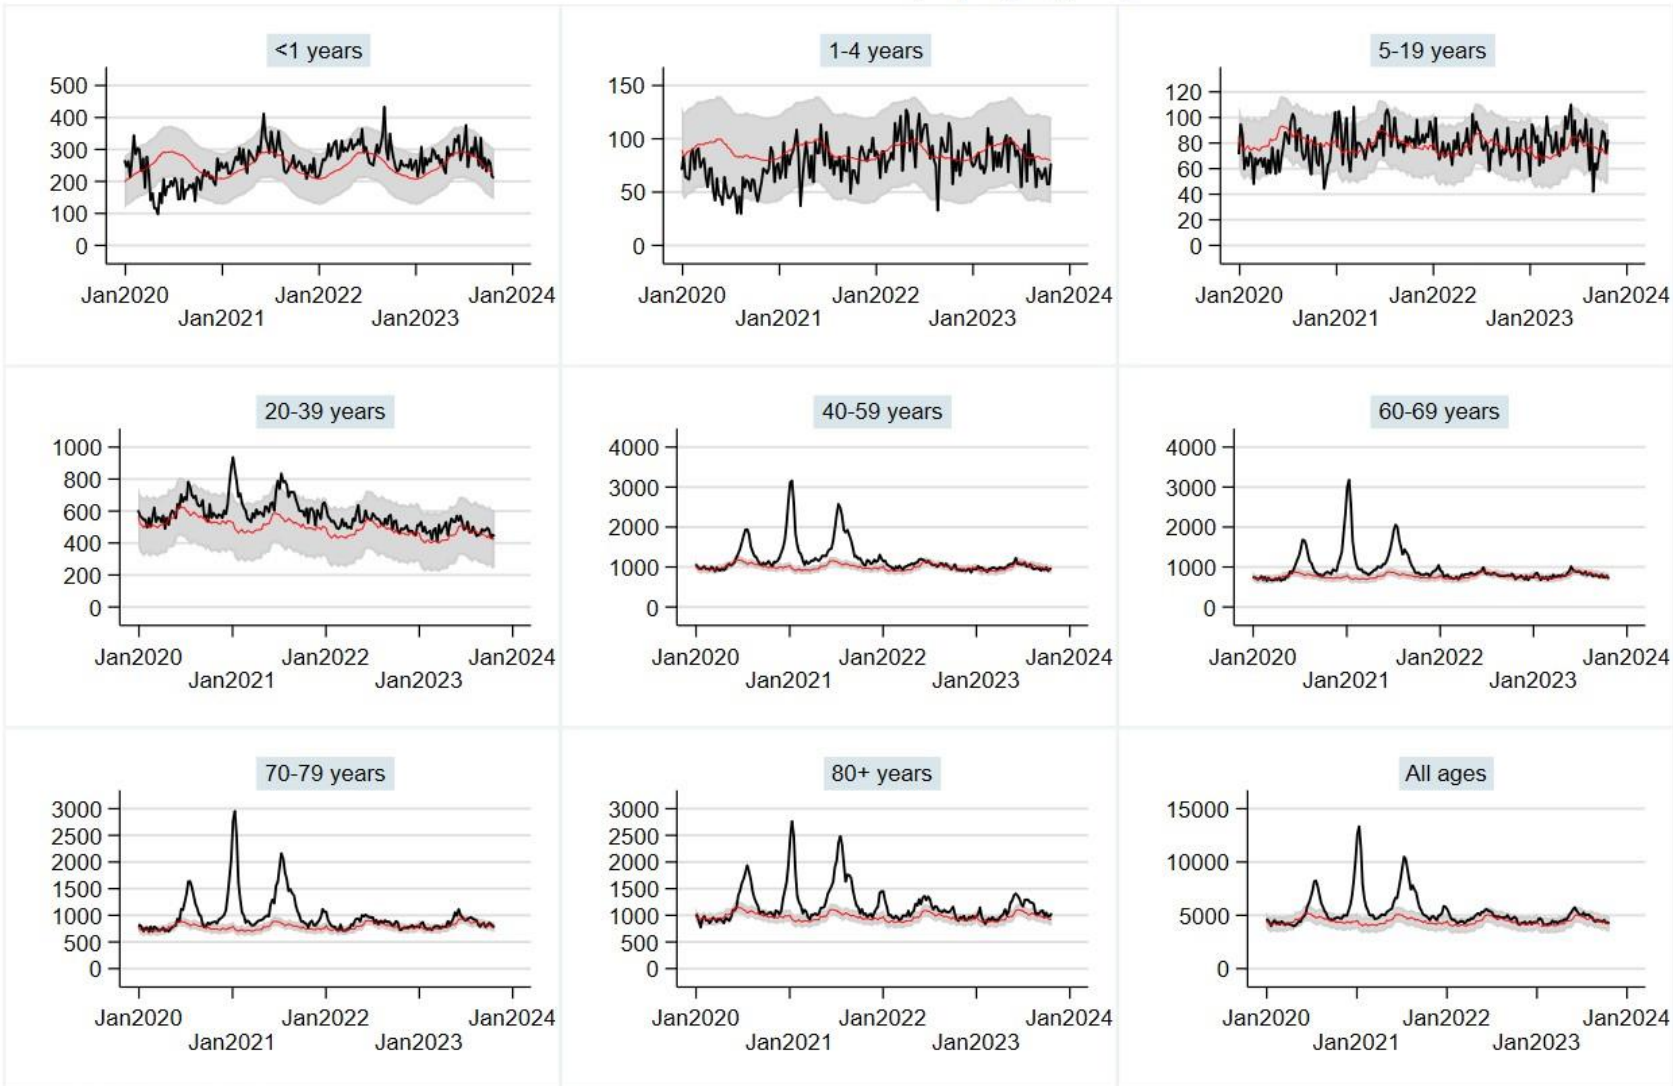 <1 years
500
400
300
200
100
0
Jan2020 Jan2022 Jan2024
Jan2021 Jan2023
1-4 years
150
100
50
0
Jan2020 Jan2022 Jan2024
Jan2021 Jan2023
5-19 years
120
100
80
60
40
20
0
Jan2020 Jan2022 Jan2024
Jan2021 Jan2023
20-39 years
1000
800
600
400
200
0
Jan2020 Jan2022 Jan2024
Jan2021 Jan2023
40-59 years
4000
3000
2000
1000
0
Jan2020 Jan2022 Jan2024
Jan2021 Jan2023
60-69 years
4000
3000
2000
1000
0
Jan2020 Jan2022 Jan2024
Jan2021 Jan2023
70-79 years
3000
2500
2000
1500
1000
500
0
Jan2020 Jan2022 Jan2024
Jan2021 Jan2023
80+ years
3000
2500
2000
1500
1000
500
0
Jan2020 Jan2022 Jan2024
Jan2021 Jan2023
All ages
15000
10000
5000
0
Jan2020 Jan2022 Jan2024
Jan2021 Jan2023